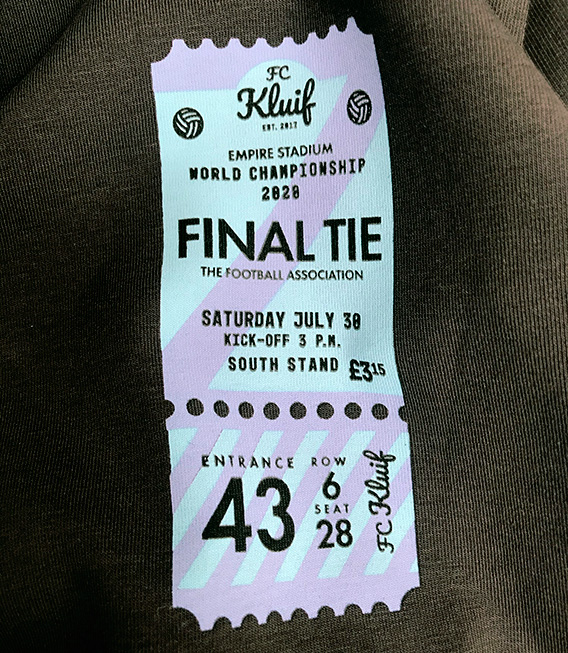 FC
Kluif
EST. 2017
EMPIRE STADIUM
WORLD CHAMPIONSHIP
2020
FINAL TIE
THE FOOTBALL ASSOCIATION
SATURDAY JULY 30
KICK-OFF 3 P.M.
SOUTH STAND £3 15
ENTRANCE ROW
43 6
SEAT
28
FC Kluif